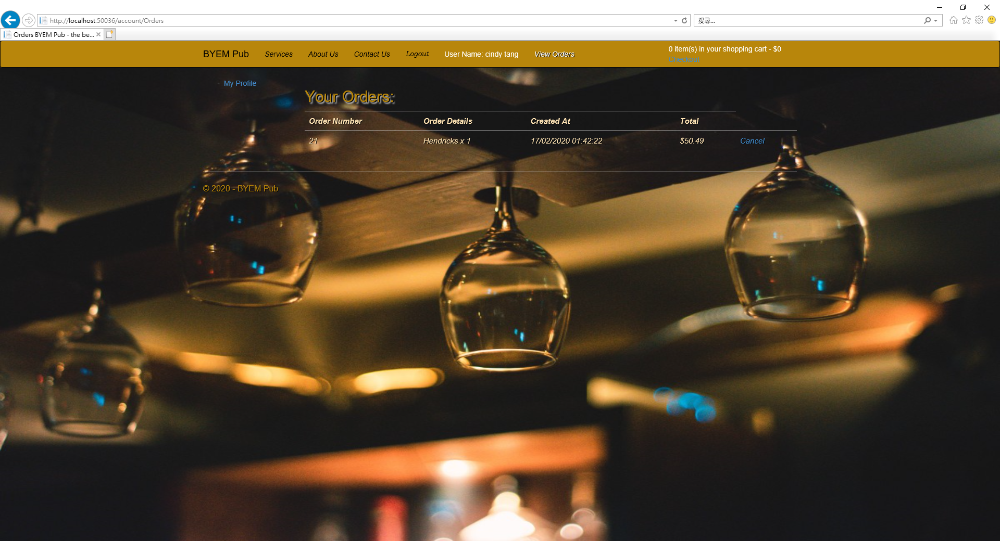 http://localhost:50036/account/Orders
搜尋...
Orders BYEM Pub - the be...
BYEM Pub Services About Us Contact Us Logout User Name: cindy tang View Orders
0 item(s) in your shopping cart - $0
Checkout
My Profile
Your Orders:
Order Number Order Details Created At Total
21 Hendricks x 1 17/02/2020 01:42:22 $50.49 Cancel
© 2020 - BYEM Pub